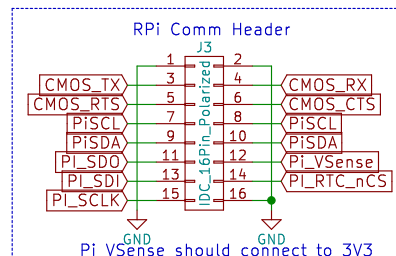 RPi Comm Header
J3
IDC_16Pin_Polarized
1 2
CMOS_TX 3 4 CMOS_RX
CMOS_RTS 5 6 CMOS_CTS
PiSCL 7 8 PiSCL
PiSDA 9 10 PiSDA
PI_SDO 11 12 Pi_VSense
PI_SDI 13 14 PI_RTC_nCS
PI_SCLK 15 16
GND GND
Pi VSense should connect to 3V3